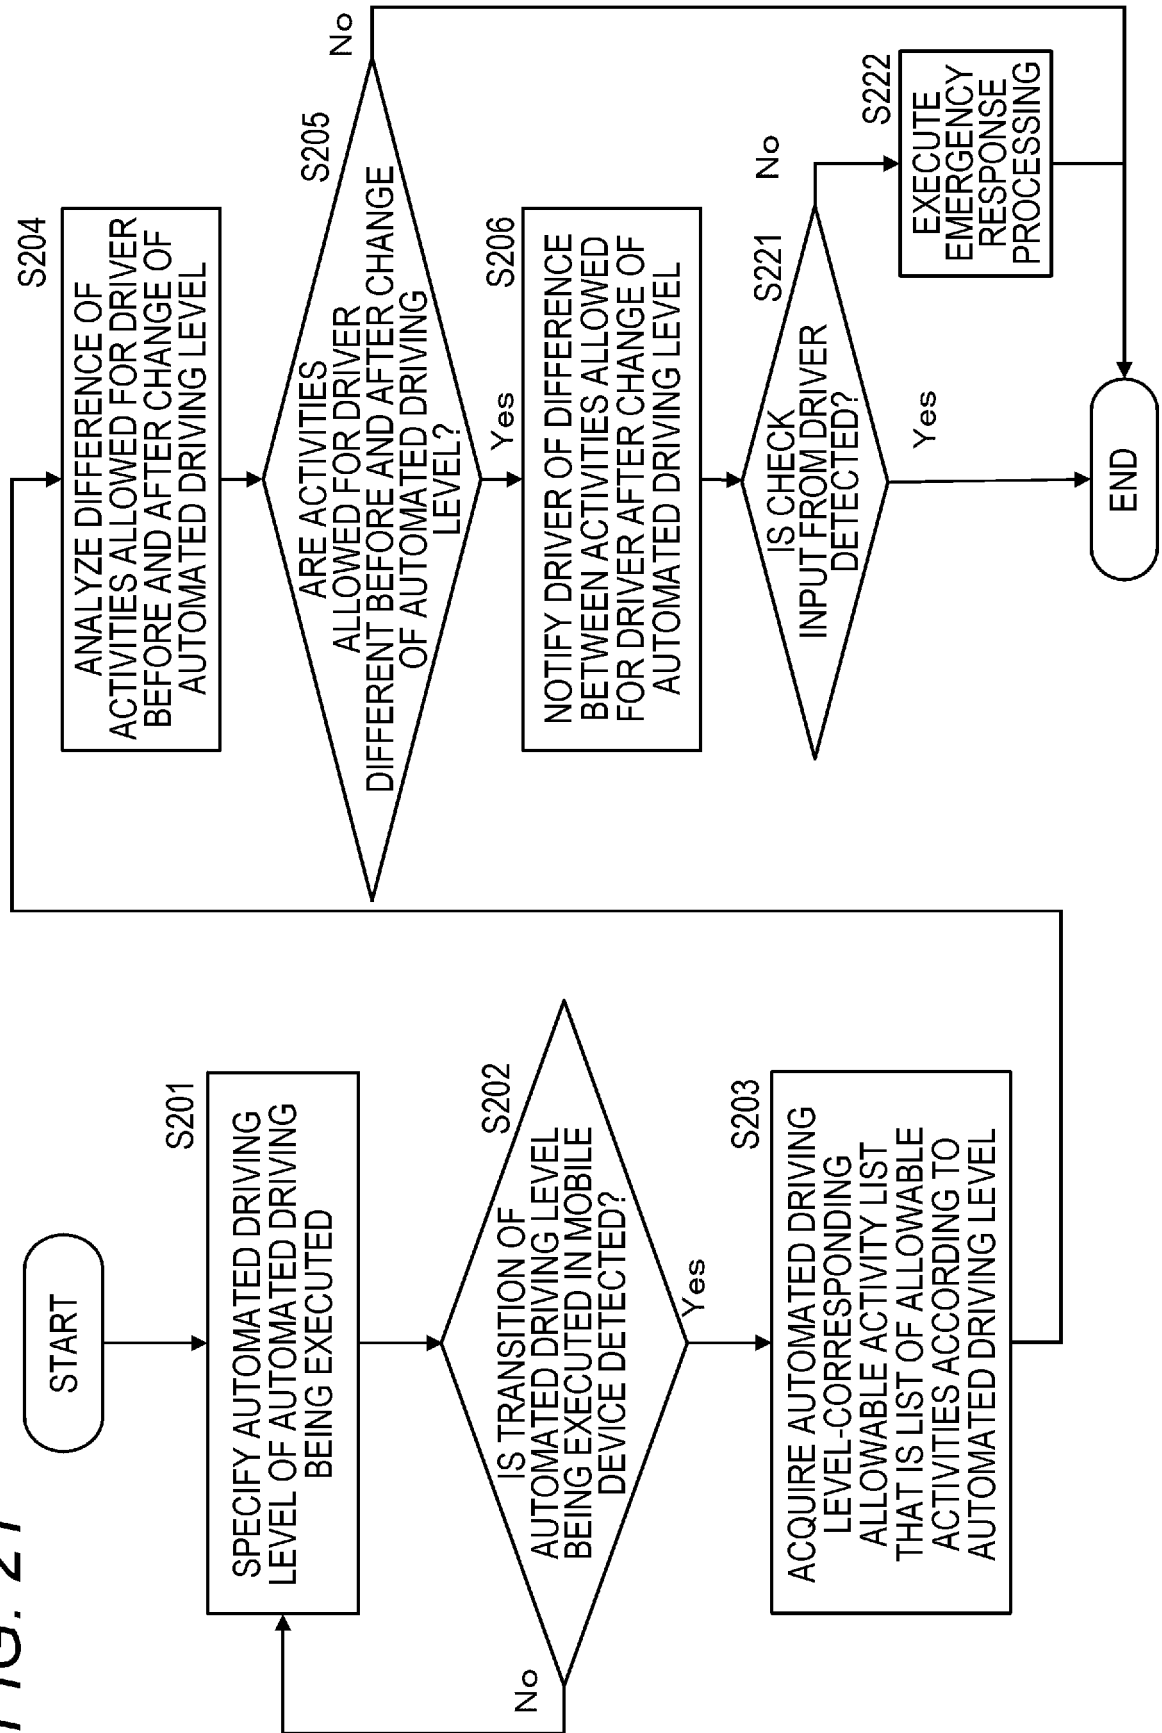 FIG. 21
START
S201
SPECIFY AUTOMATED DRIVING
LEVEL OF AUTOMATED DRIVING
BEING EXECUTED
S202
IS TRANSITION OF
AUTOMATED DRIVING LEVEL
BEING EXECUTED IN MOBILE
DEVICE DETECTED?
No
Yes
S203
ACQUIRE AUTOMATED DRIVING
LEVEL-CORRESPONDING
ALLOWABLE ACTIVITY LIST
THAT IS LIST OF ALLOWABLE
ACTIVITIES ACCORDING TO
AUTOMATED DRIVING LEVEL
S204
ANALYZE DIFFERENCE OF
ACTIVITIES ALLOWED FOR DRIVER
BEFORE AND AFTER CHANGE OF
AUTOMATED DRIVING LEVEL
S205
ARE ACTIVITIES
ALLOWED FOR DRIVER
DIFFERENT BEFORE AND AFTER CHANGE
OF AUTOMATED DRIVING
LEVEL?
No
Yes
S206
NOTIFY DRIVER OF DIFFERENCE
BETWEEN ACTIVITIES ALLOWED
FOR DRIVER AFTER CHANGE OF
AUTOMATED DRIVING LEVEL
S221
IS CHECK
INPUT FROM DRIVER
DETECTED?
No
Yes
S222
EXECUTE
EMERGENCY
RESPONSE
PROCESSING
END